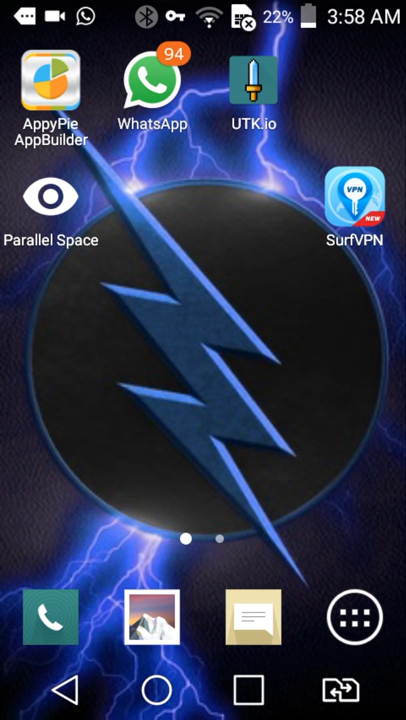 22% 3:58 AM
94
AppyPie
AppBuilder
WhatsApp
UTK.io
VPN
NEW
Parallel Space
SurfVPN